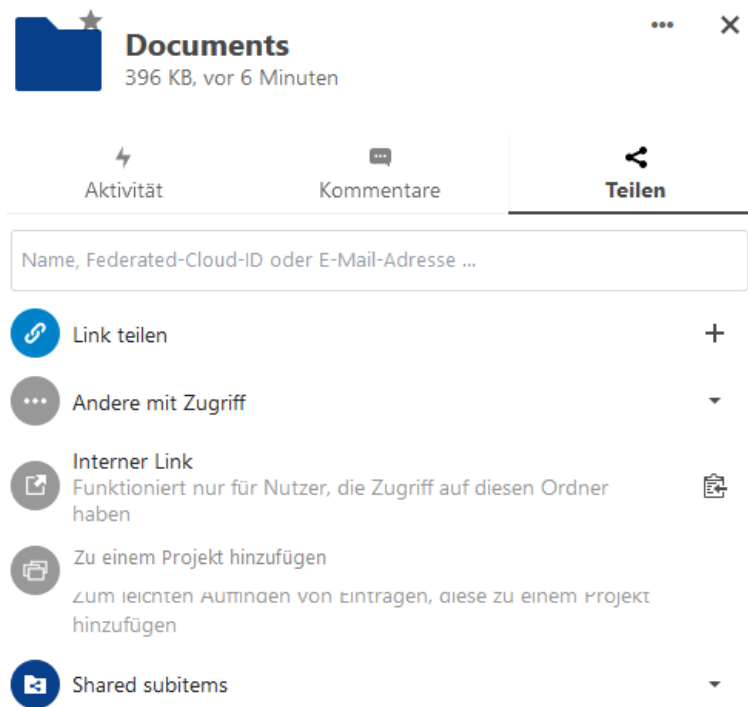 Documents
396 KB, vor 6 Minuten
Aktivität
Kommentare
Teilen
Name, Federated-Cloud-ID oder E-Mail-Adresse ...
Link teilen
Andere mit Zugriff
Interner Link
Funktioniert nur für Nutzer, die Zugriff auf diesen Ordner
haben
Zu einem Projekt hinzufügen
Zum leichten Auffinden von Einträgen, diese zu einem Projekt
hinzufügen
Shared subitems